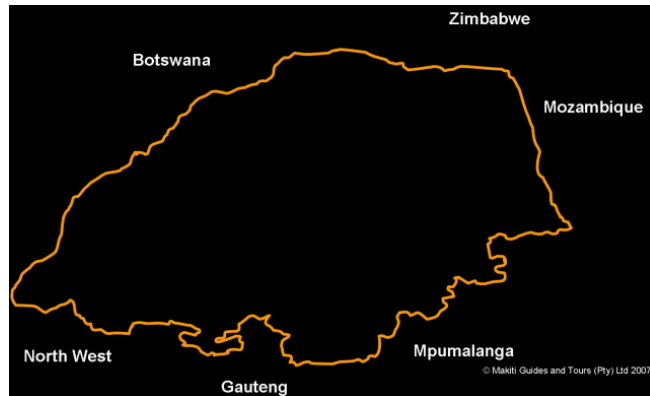 Zimbabwe
Botswana
Mozambique
North West
Mpumalanga
© Makiti Guides and Tours (Pty) Ltd 2007
Gauteng